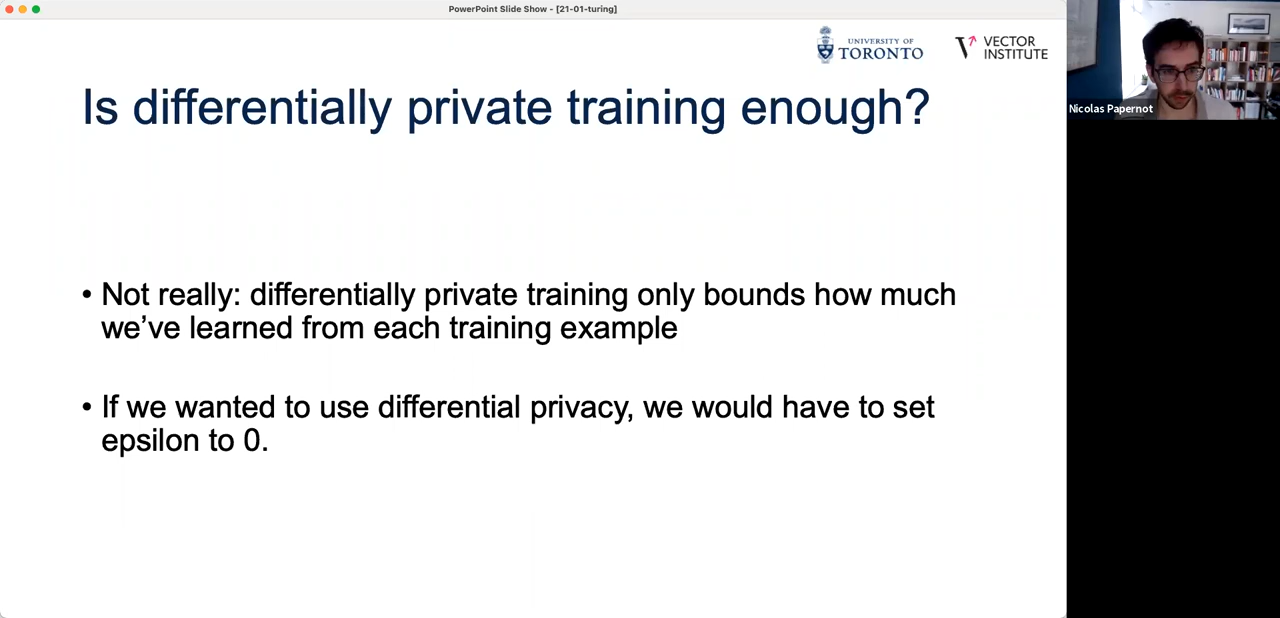 PowerPoint Slide Show - [21-01-turing]
UNIVERSITY OF
TORONTO
VECTOR
INSTITUTE
Is differentially private training enough?
Nicolas Papernot
• Not really: differentially private training only bounds how much
we’ve learned from each training example
• If we wanted to use differential privacy, we would have to set
epsilon to 0.